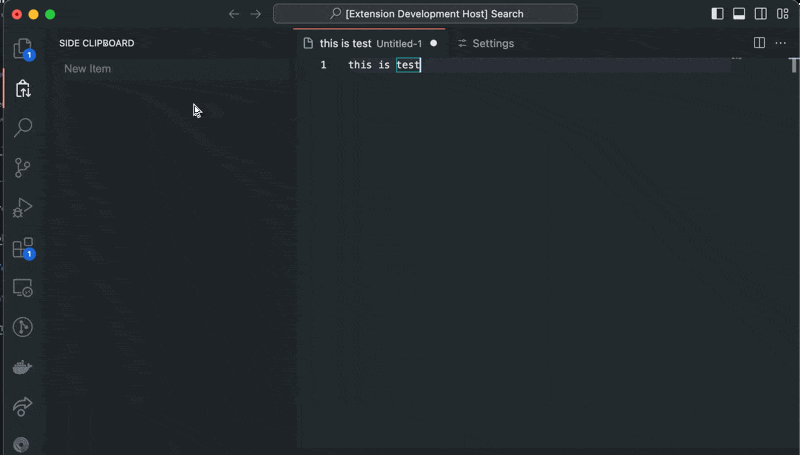 [Extension Development Host] Search
SIDE CLIPBOARD
this is test Untitled-1
Settings
New Item
1 this is test
1
1